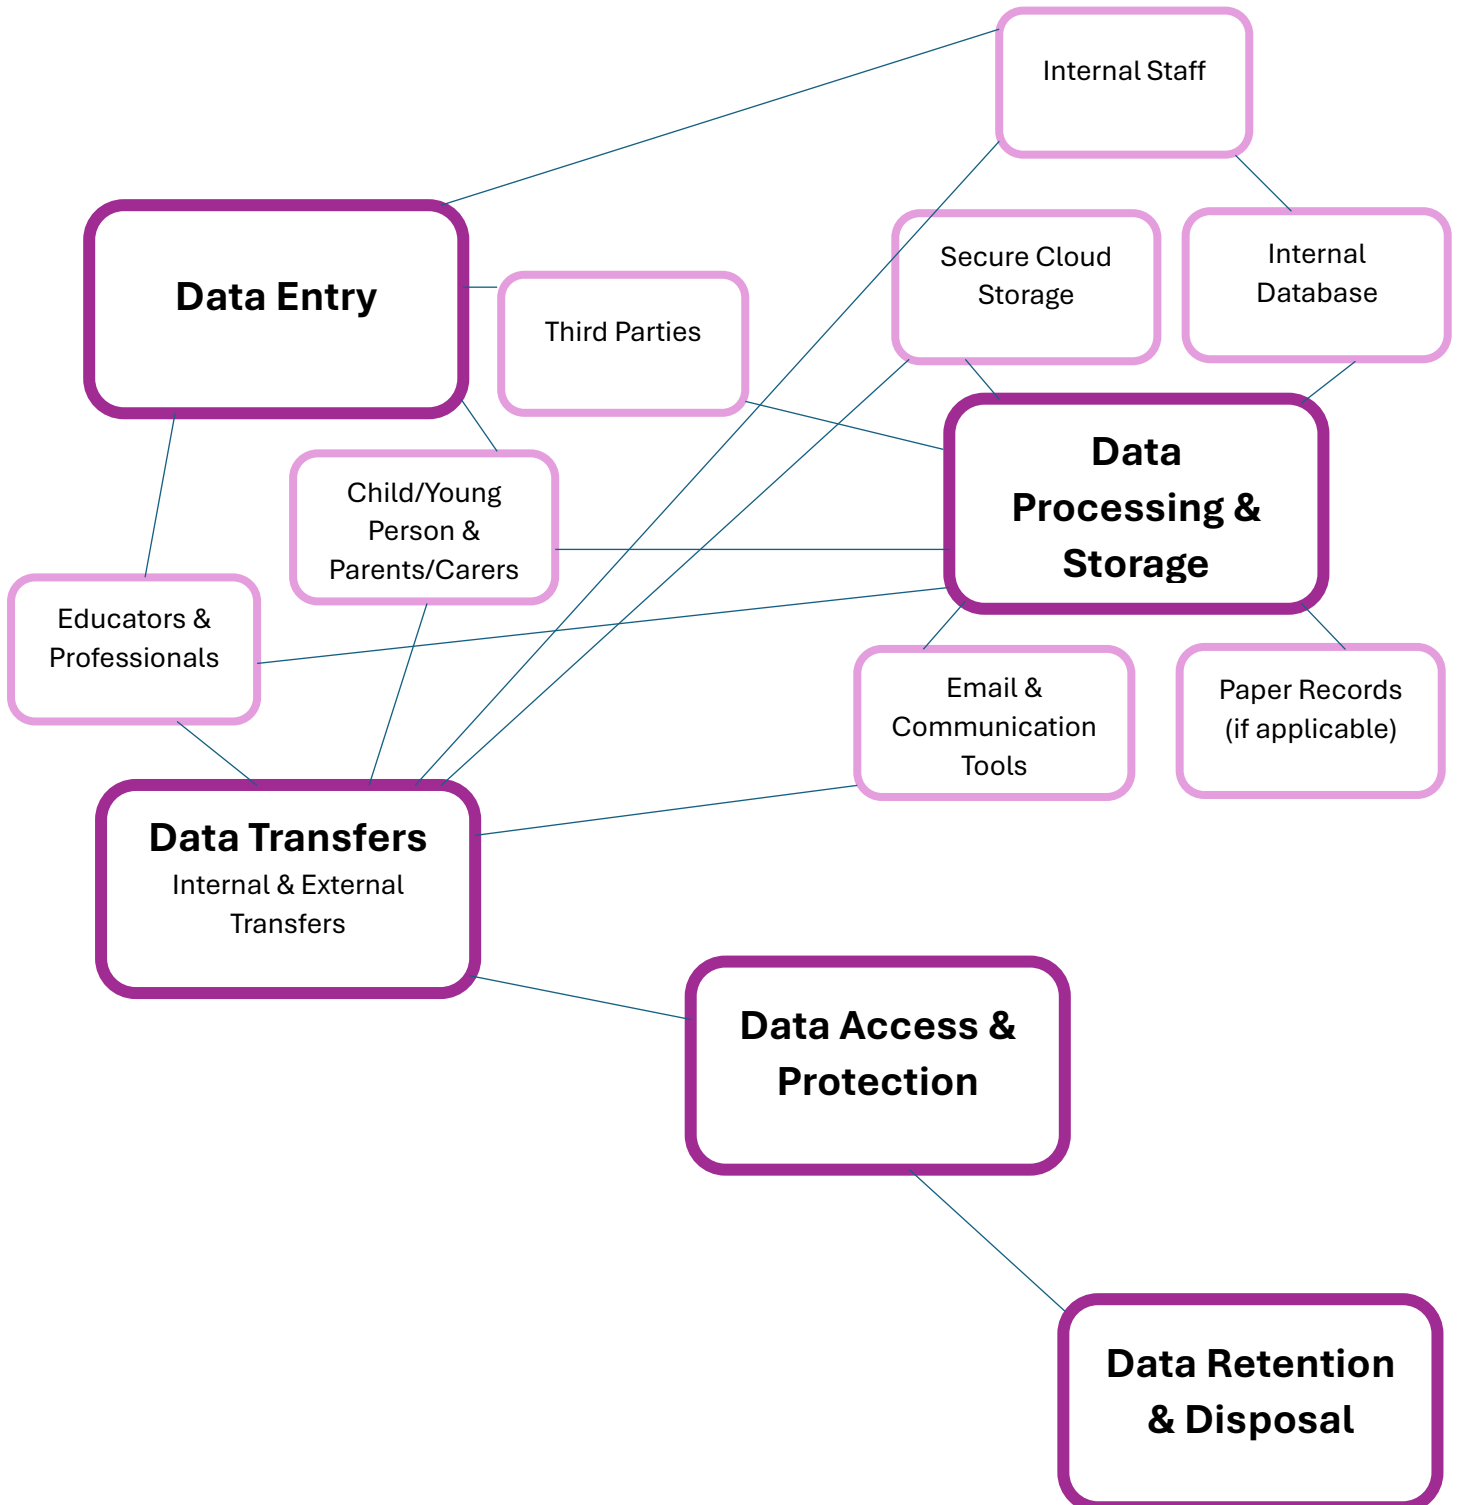 Internal Staff
Data Entry
Third Parties
Secure Cloud
Storage
Internal
Database
Child/Young
Person &
Parents/Carers
Data
Processing &
Storage
Educators &
Professionals
Email &
Communication
Tools
Paper Records
(if applicable)
Data Transfers
Internal & External
Transfers
Data Access &
Protection
Data Retention
& Disposal